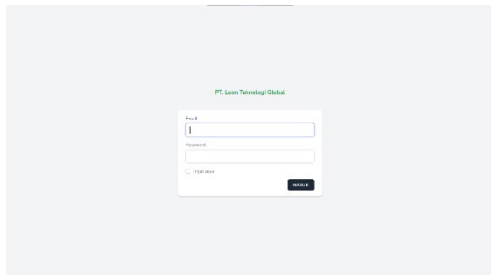 PT. Leon Teknologi Global
Email
Password
Ingat saya
MASUK